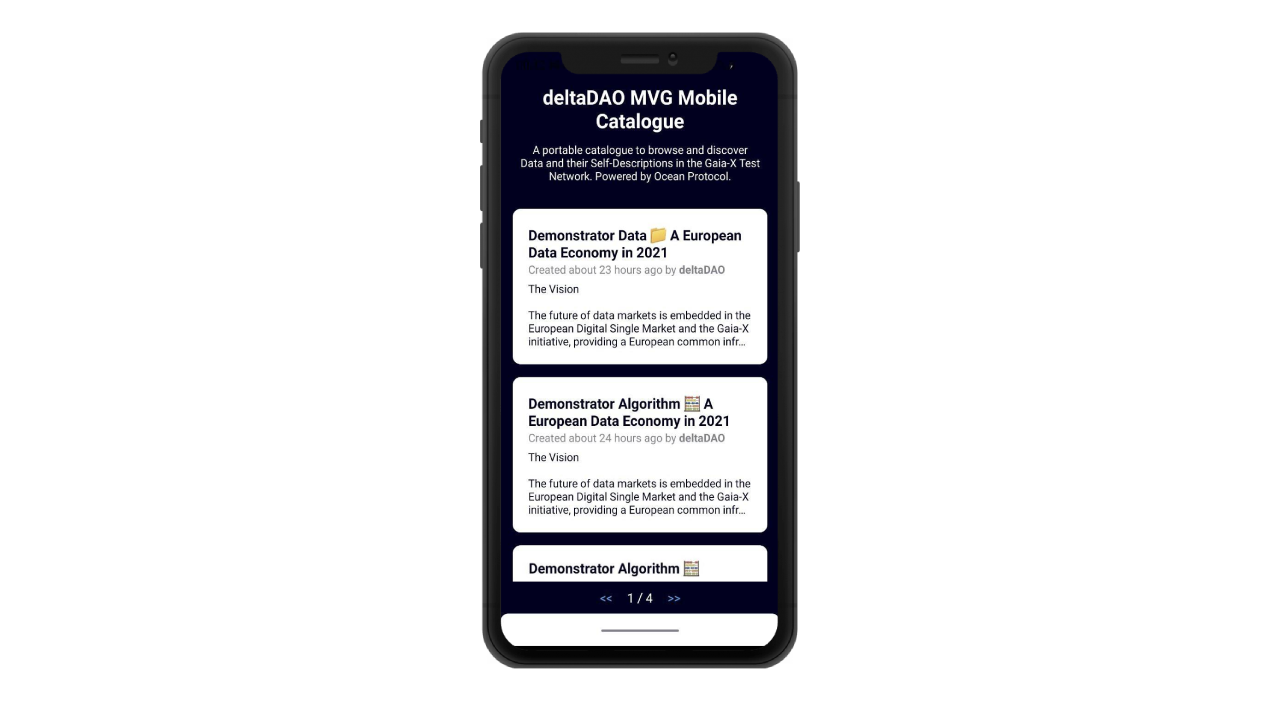 deltaDAO MVG Mobile
Catalogue
A portable catalogue to browse and discover
Data and their Self-Descriptions in the Gaia-X Test
Network. Powered by Ocean Protocol.
Demonstrator Data 📁 A European
Data Economy in 2021
Created about 23 hours ago by deltaDAO
The Vision
The future of data markets is embedded in the
European Digital Single Market and the Gaia-X
initiative, providing a European common infr...
Demonstrator Algorithm 🧮 A
European Data Economy in 2021
Created about 24 hours ago by deltaDAO
The Vision
The future of data markets is embedded in the
European Digital Single Market and the Gaia-X
initiative, providing a European common infr...
Demonstrator Algorithm 🧮
<< 1 / 4 >>